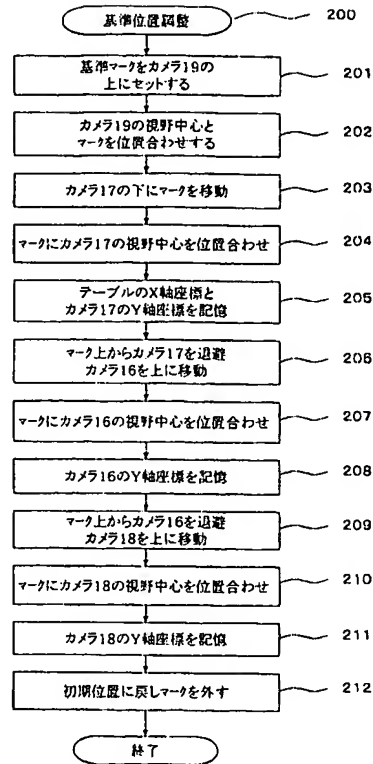 基準位置調整
200
基準マークをカメラ19の
上にセットする
201
カメラ19の視野中心と
マークを位置合わせする
202
カメラ17の下にマークを移動
203
マークにカメラ17の視野中心を位置合わせ
204
テーブルのX軸座標と
カメラ17のY軸座標を記憶
205
マーク上からカメラ17を退避
カメラ16を上に移動
206
マークにカメラ16の視野中心を位置合わせ
207
カメラ16のY軸座標を記憶
208
マーク上からカメラ16を退避
カメラ18を上に移動
209
マークにカメラ18の視野中心を位置合わせ
210
カメラ18のY軸座標を記憶
211
初期位置に戻しマークを外す
212
終了